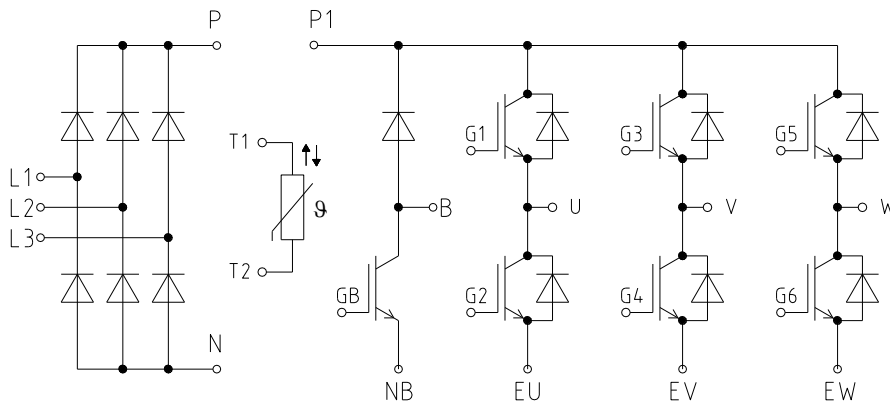 P P1
T1 G1 G3 G5
L1
L2 B U V W
L3 ϑ
T2 GB G2 G4 G6
N
NB EU EV EW